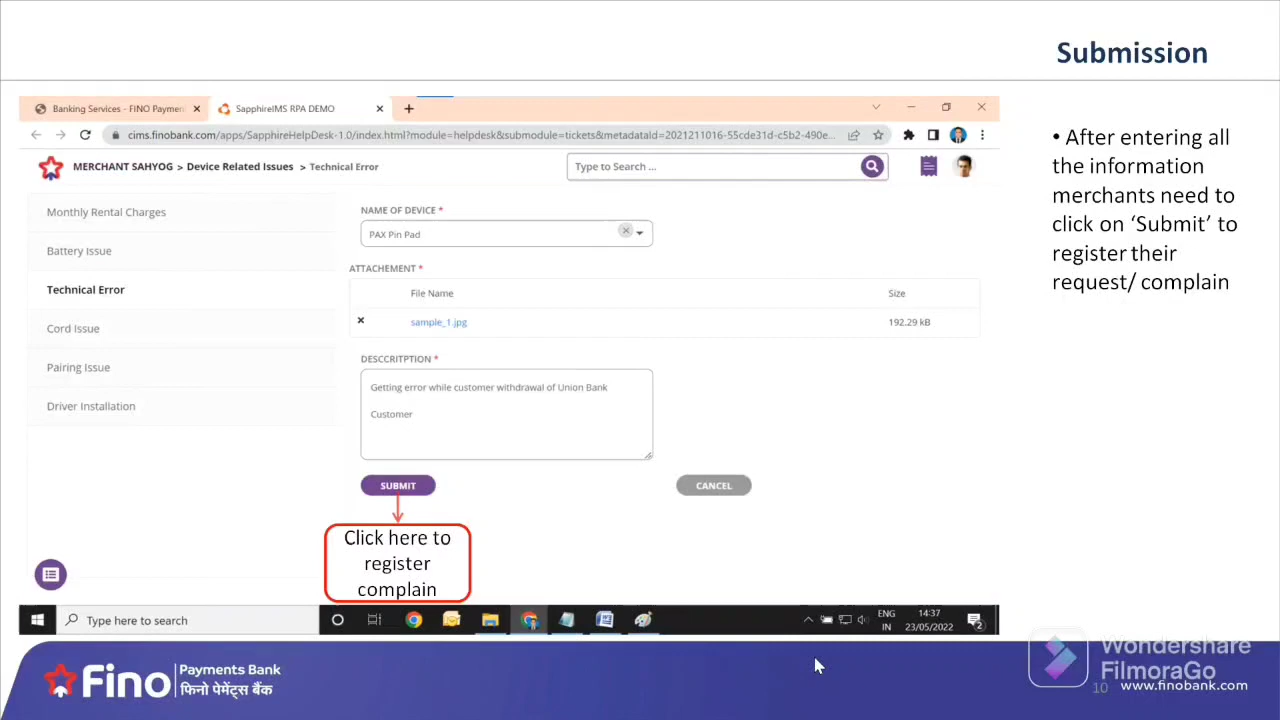 Submission
Banking Services - FINO Paymen
SapphireIMS RPA DEMO
cims.finobank.com/apps/SapphireHelpDesk-1.0/index.html?module=helpdesk&submodule=tickets&metadataId=2021211016-55cde31d-c5b2-490e...
MERCHANT SAHYOG > Device Related Issues > Technical Error
Type to Search ...
Monthly Rental Charges
Battery Issue
Technical Error
Cord Issue
Pairing Issue
Driver Installation
NAME OF DEVICE *
PAX Pin Pad
ATTACHEMENT *
File Name Size
sample_1.jpg 192.29 kB
DESCCRITPTION *
Getting error while customer withdrawal of Union Bank
Customer
SUBMIT
CANCEL
Click here to
register
complain
• After entering all
the information
merchants need to
click on ‘Submit’ to
register their
request/ complain
Type here to search
ENG
IN
14:37
23/05/2022
2
Fino
Payments Bank
फिनो पेमेंट्स बैंक
Wondershare
FilmoraGo
10
www.finobank.com